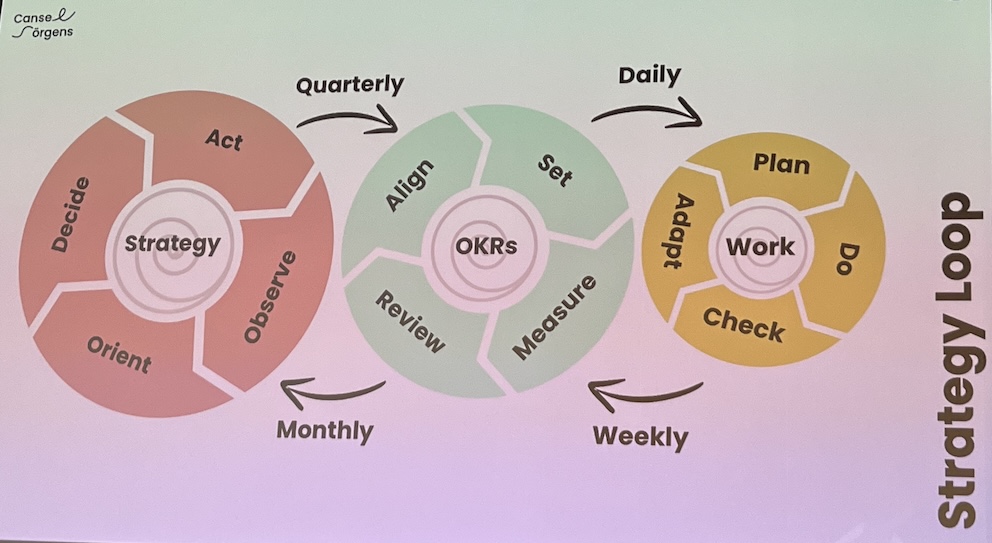 Cansel
Sörgens
Quarterly
Daily
Act
Decide
Strategy
Observe
Orient
Align
Set
OKRs
Review
Measure
Plan
Adapt
Work
Do
Check
Monthly
Weekly
Strategy Loop